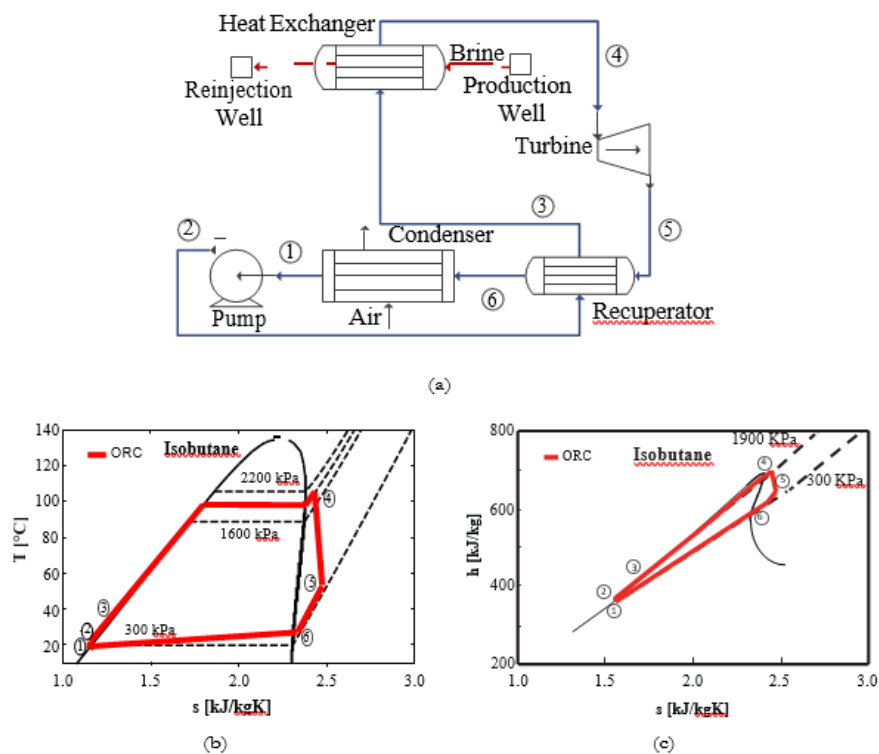 Heat Exchanger
④
Brine
Reinjection
Well
Production
Well
Turbine
③
②
①
Condenser
⑤
⑥
Pump
Air
Recuperator
(a)
140
120
100
80
60
40
20
T [°C]
ORC
Isobutane
2200 kPa
④
1600 kPa
⑤
③
②
300 kPa
①
⑥
1.0
1.5
2.0
2.5
3.0
s [kJ/kgK]
(b)
800
600
400
200
h [kJ/kg]
1900 KPa
ORC
Isobutane
④
⑤
300 KPa
⑥
③
②
①
1.0
1.5
2.0
2.5
3.0
s [kJ/kgK]
(c)